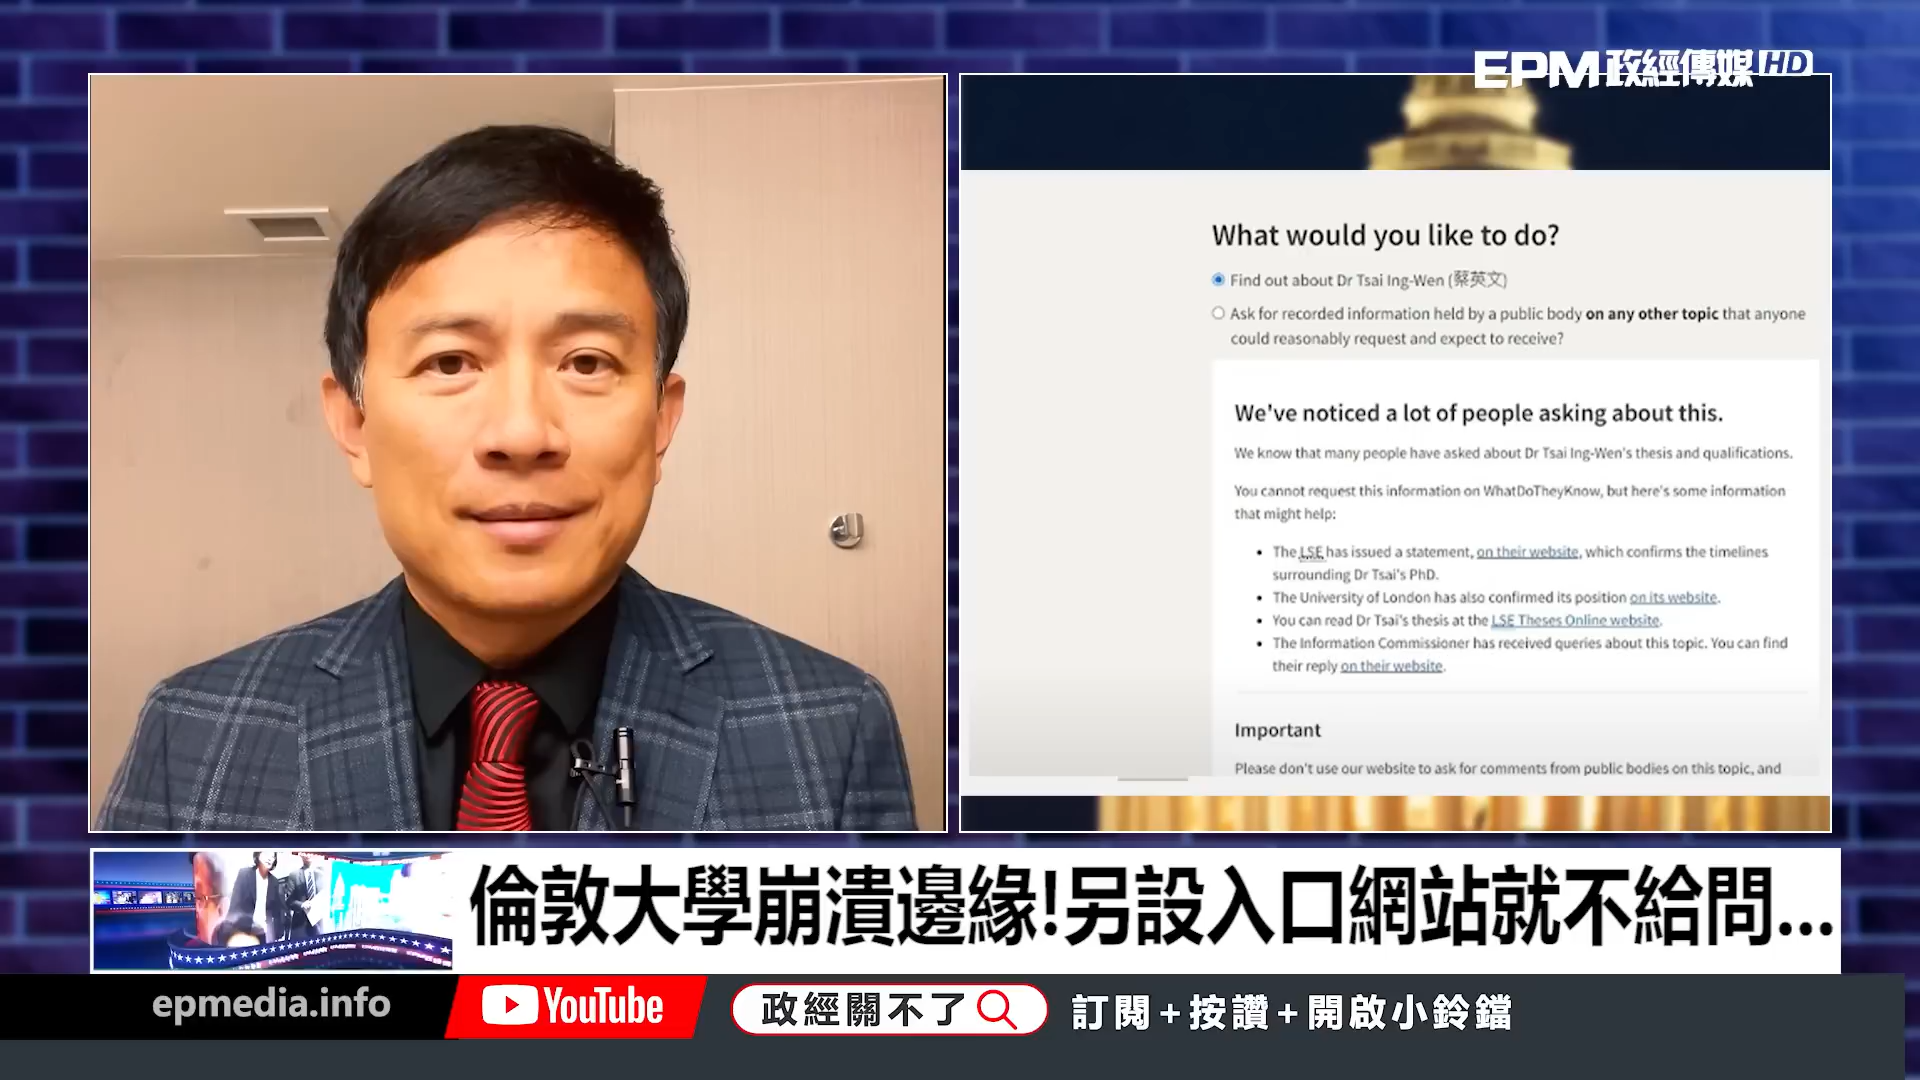 EPM政經傳媒HD
What would you like to do?
Find out about Dr Tsai Ing-Wen (蔡英文)
Ask for recorded information held by a public body on any other topic that anyone
could reasonably request and expect to receive?
We've noticed a lot of people asking about this.
We know that many people have asked about Dr Tsai Ing-Wen's thesis and qualifications.
You cannot request this information on WhatDoTheyKnow, but here's some information
that might help:
• The LSE has issued a statement, on their website, which confirms the timelines
surrounding Dr Tsai's PhD.
• The University of London has also confirmed its position on its website.
• You can read Dr Tsai's thesis at the LSE Theses Online website.
• The Information Commissioner has received queries about this topic. You can find
their reply on their website.
Important
Please don't use our website to ask for comments from public bodies on this topic, and
倫敦大學崩潰邊緣!另設入口網站就不給問...
epmedia.info
YouTube
政經關不了
訂閱+按讚+開啟小鈴鐺